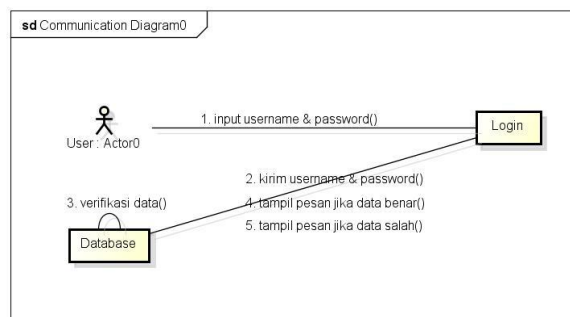 sd Communication Diagram0
1. input username & password()
Login
User : Actor0
2. kirim username & password()
3. verifikasi data()
4. tampil pesan jika data benar()
5. tampil pesan jika data salah()
Database